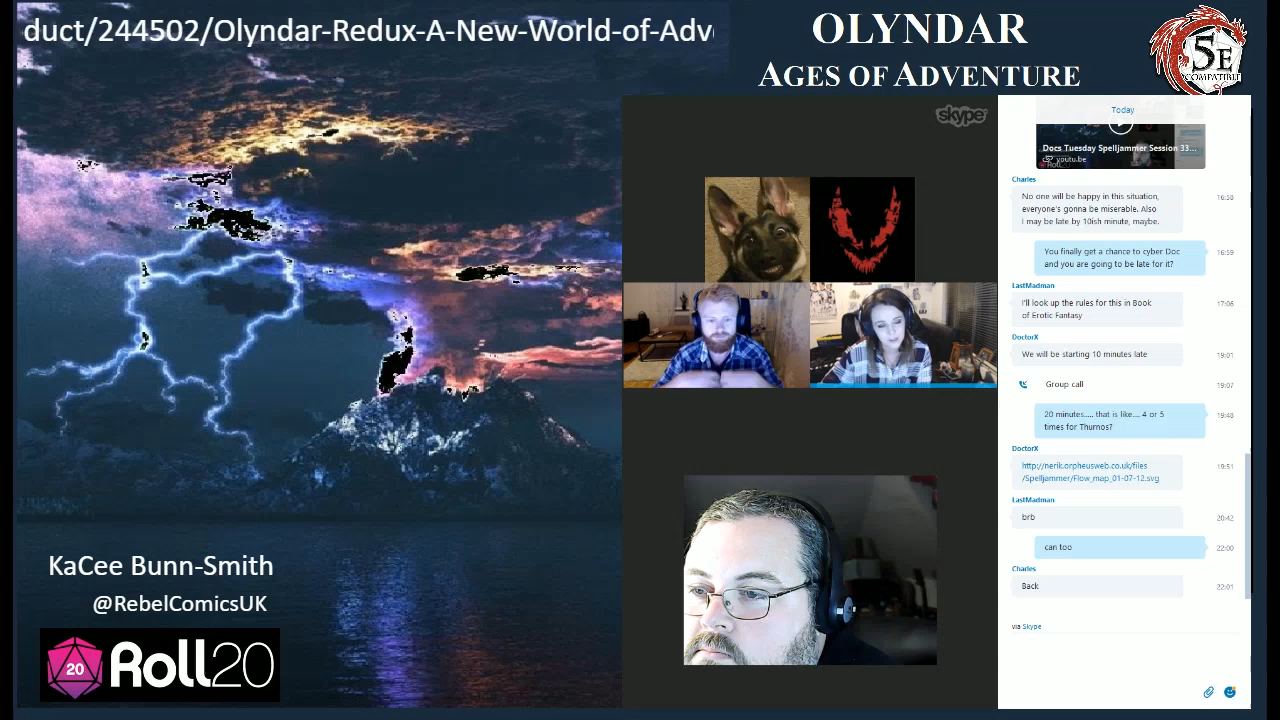 duct/244502/Olyndar-Redux-A-New-World-of-Adv
OLYNDAR
AGES OF ADVENTURE
5E
COMPATIBLE
skype
Today
Docs Tuesday Spelljammer Session 33...
youtu.be
Charles
No one will be happy in this situation,
everyone's gonna be miserable. Also
I may be late by 10ish minute, maybe.
16:58
You finally get a chance to cyber Doc
and you are going to be late for it?
16:59
LastMadman
I'll look up the rules for this in Book
of Erotic Fantasy
17:06
DoctorX
We will be starting 10 minutes late
19:01
Group call
19:07
20 minutes..... that is like.... 4 or 5
times for Thurnos?
19:48
DoctorX
http://nerik.orpheusweb.co.uk/files
/Spelljammer/Flow_map_01-07-12.svg
19:51
LastMadman
brb
20:42
can too
22:00
Charles
Back
22:01
via Skype
KaCee Bunn-Smith
@RebelComicsUK
20
Roll20